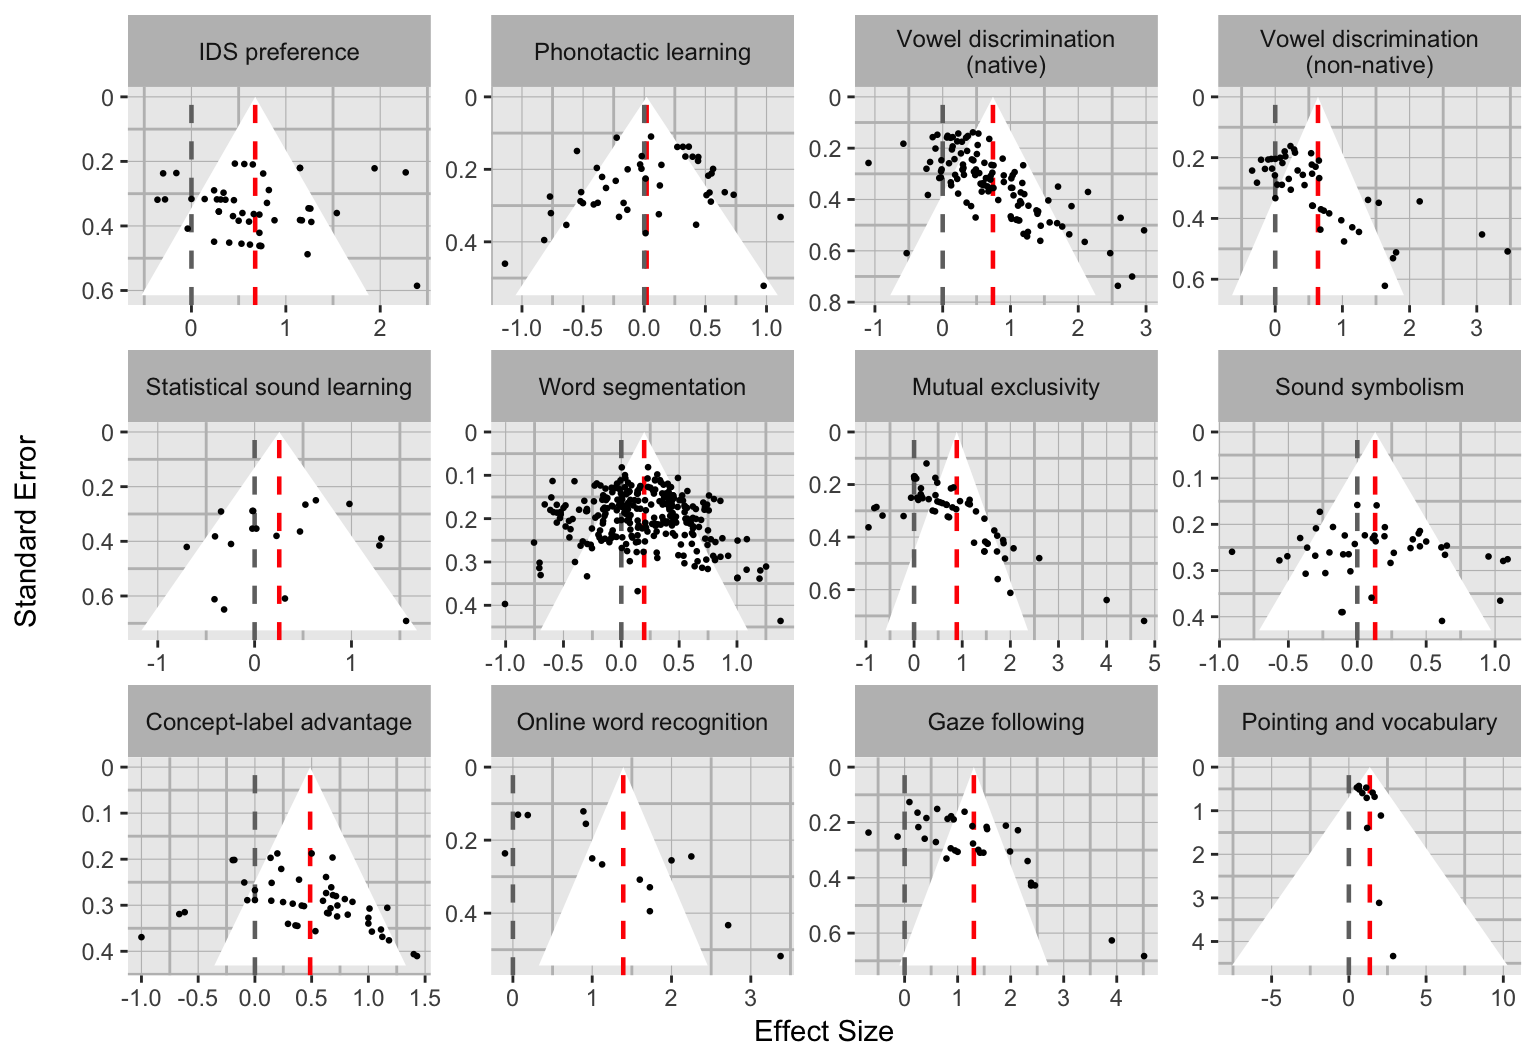 IDS preference
Phonotactic learning
Vowel discrimination
(native)
Vowel discrimination
(non-native)
0
0.2
0.4
0.6
0
0.2
0.4
0
0.2
0.4
0.6
0.8
0
0.2
0.4
0.6
0 1 2
-1.0 -0.5 0.0 0.5 1.0
-1 0 1 2 3
0 1 2 3
Statistical sound learning
Word segmentation
Mutual exclusivity
Sound symbolism
0
0.2
0.4
0.6
0
0.1
0.2
0.3
0.4
0
0.2
0.4
0.6
0
0.1
0.2
0.3
0.4
-1 0 1
-1.0 -0.5 0.0 0.5 1.0
-1 0 1 2 3 4 5
-1.0 -0.5 0.0 0.5 1.0
Standard Error
Concept-label advantage
Online word recognition
Gaze following
Pointing and vocabulary
0
0.1
0.2
0.3
0.4
0
0.2
0.4
0
0.2
0.4
0.6
0
1
2
3
4
-1.0 -0.5 0.0 0.5 1.0 1.5
0 1 2 3
0 1 2 3 4
-5 0 5 10
Effect Size